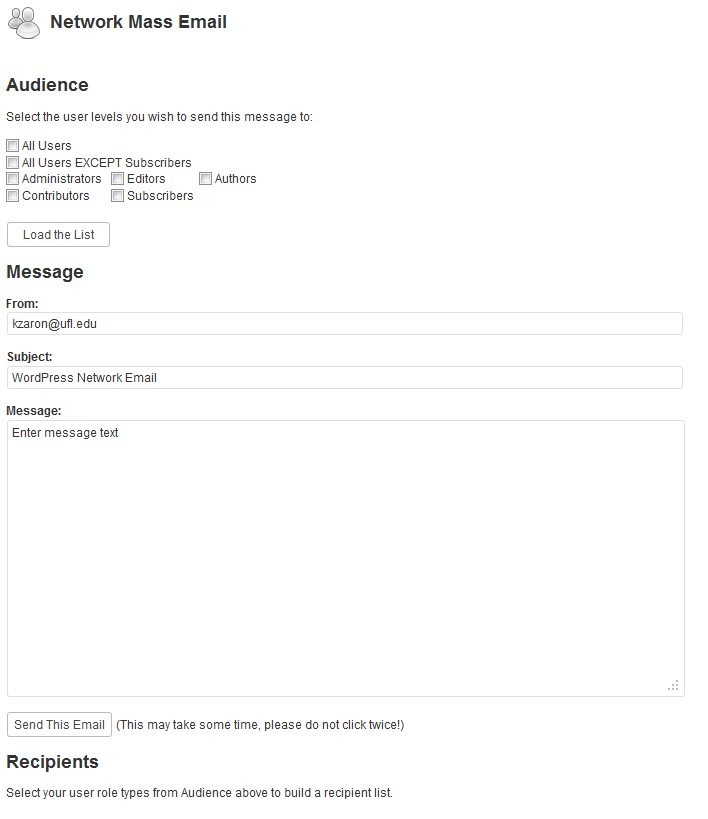 Network Mass Email
Audience
Select the user levels you wish to send this message to:
All Users
All Users EXCEPT Subscribers
Administrators Editors Authors
Contributors Subscribers
Load the List
Message
From:
kzaron@ufl.edu
Subject:
WordPress Network Email
Message:
Enter message text
Send This Email (This may take some time, please do not click twice!)
Recipients
Select your user role types from Audience above to build a recipient list.